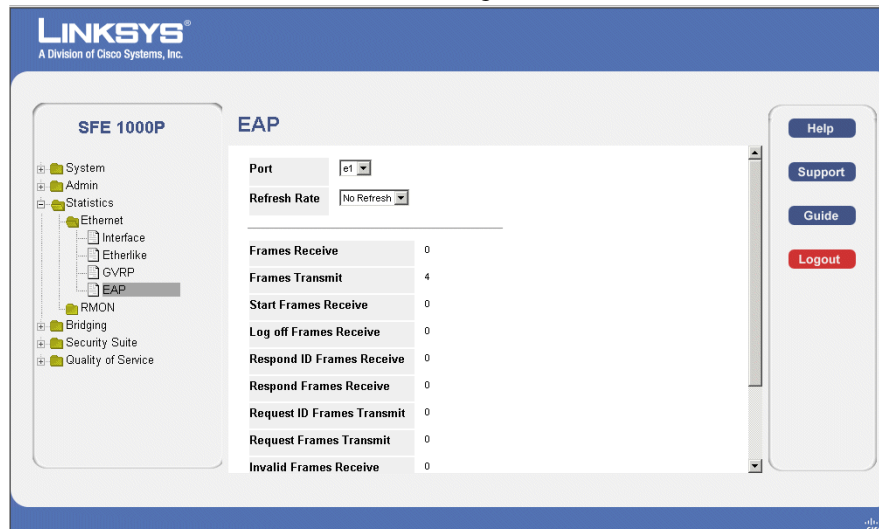 LINKSYS®
A Division of Cisco Systems, Inc.
SFE 1000P
System
Admin
Statistics
Ethernet
Interface
Etherlike
GVRP
EAP
RMON
Bridging
Security Suite
Quality of Service
EAP
Port e1
Refresh Rate No Refresh
Frames Receive 0
Frames Transmit 4
Start Frames Receive 0
Log off Frames Receive 0
Respond ID Frames Receive 0
Respond Frames Receive 0
Request ID Frames Transmit 0
Request Frames Transmit 0
Invalid Frames Receive 0
Help
Support
Guide
Logout